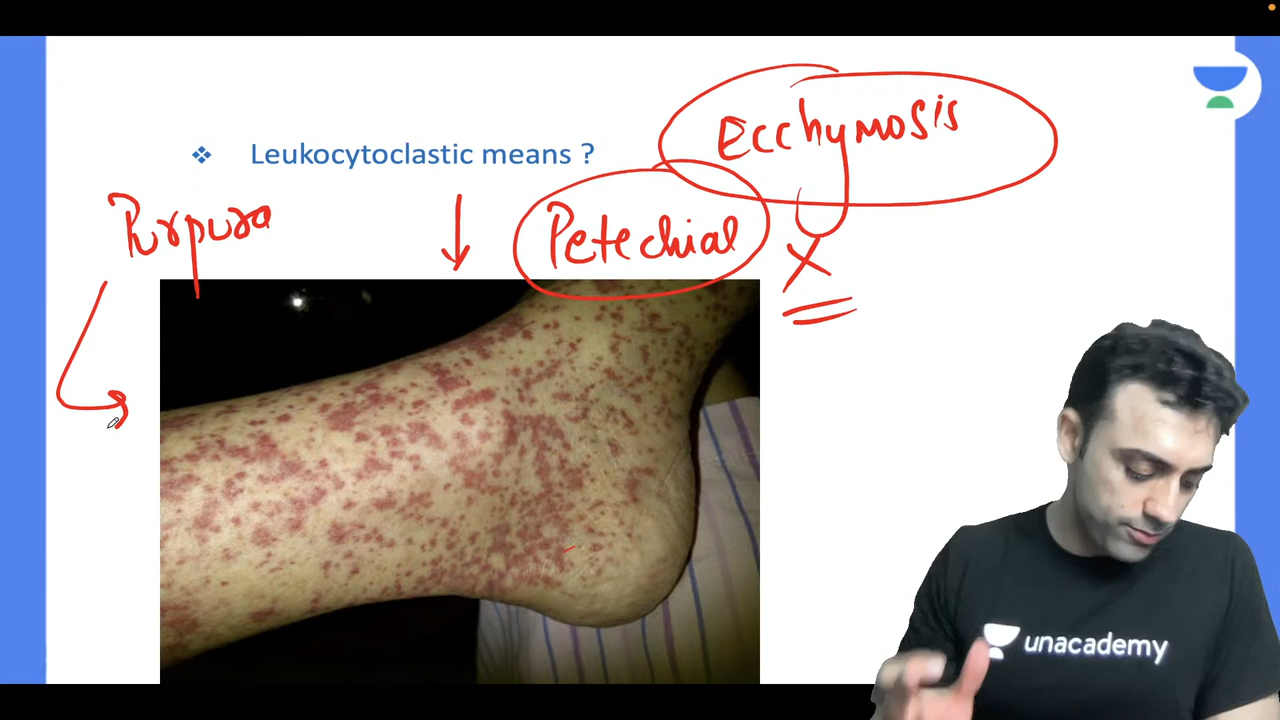 Ecchymosis
❖ Leukocytoclastic means ?
Purpura
Petechial
X
unacademy